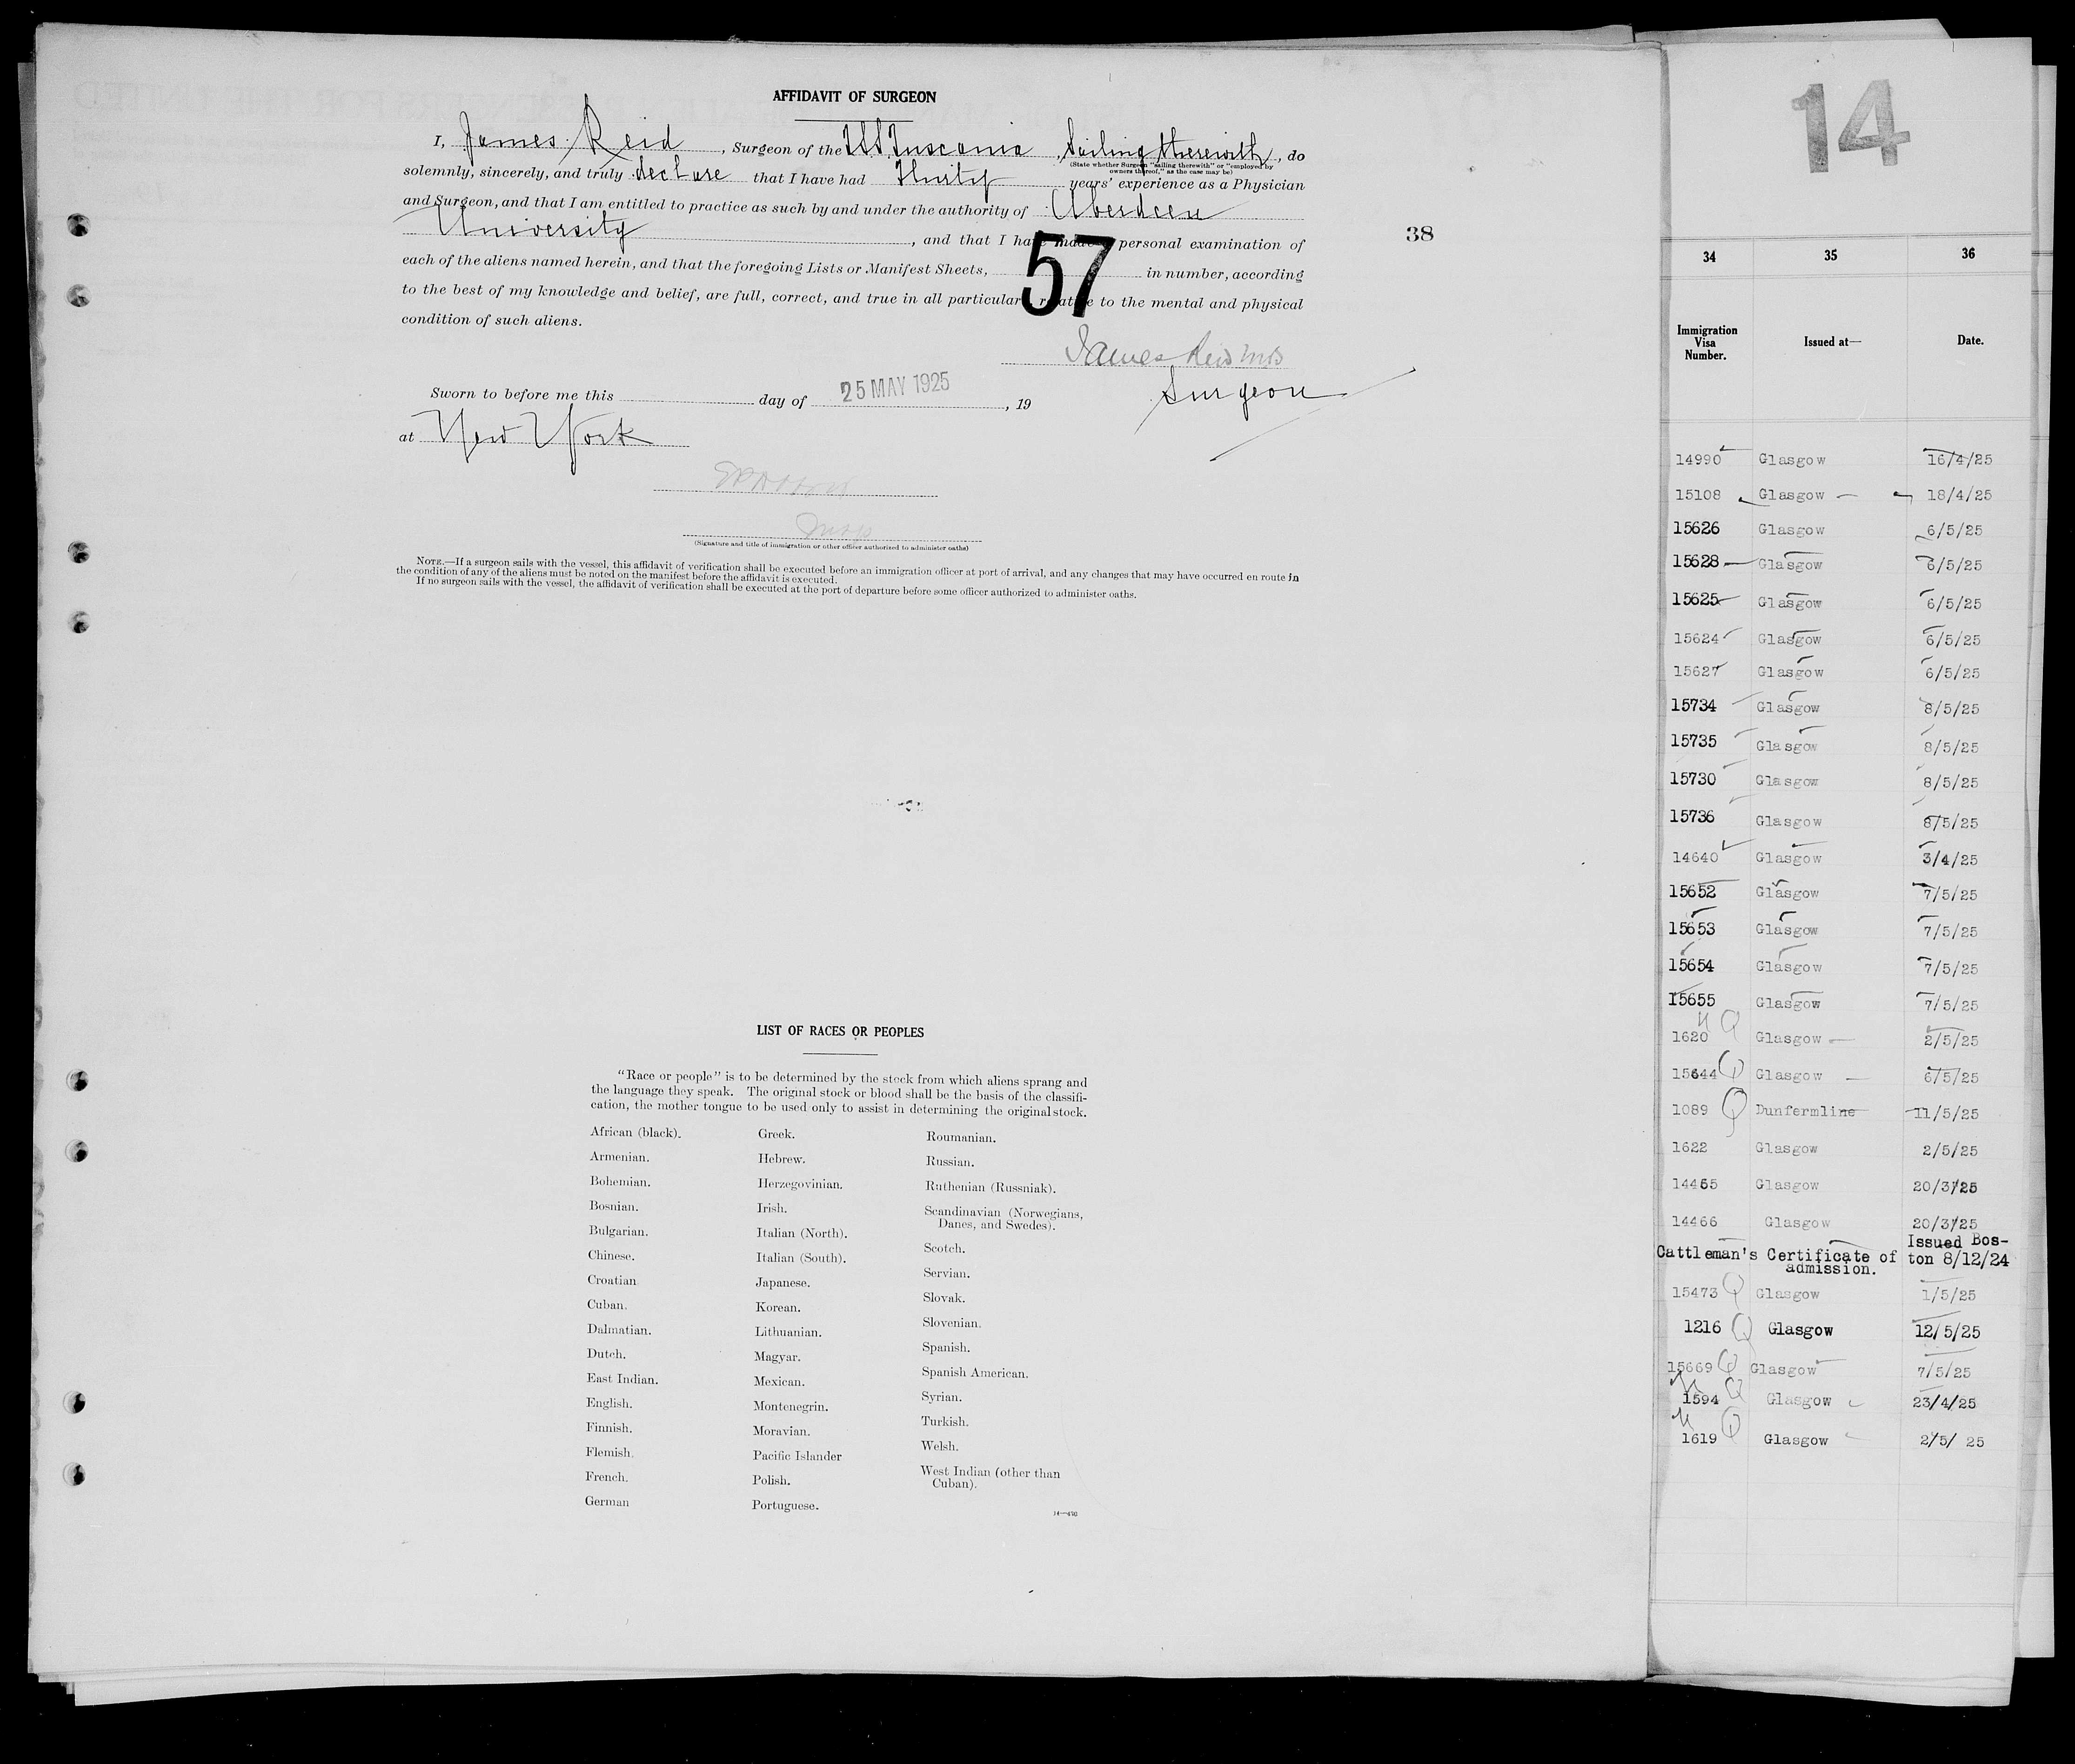 AFFIDAVIT OF SURGEON
I, James Reid, Surgeon of the T.S.S. Tuscania, Sailing therewith, do
(State whether Surgeon "sailing therewith" or "employed by
owners thereof," as the case may be)
solemnly, sincerely, and truly declare that I have had Thirty years' experience as a Physician
and Surgeon, and that I am entitled to practice as such by and under the authority of Aberdeen
University, and that I have made a personal examination of
each of the aliens named herein, and that the foregoing Lists or Manifest Sheets, 57 in number, according
to the best of my knowledge and belief, are full, correct, and true in all particulars relative to the mental and physical
condition of such aliens.
James Reid MB
Surgeon
Sworn to before me this day of 25 MAY 1925, 19
at New York
Insp
(Signature and title of immigration or other officer authorized to administer oaths)
NOTE.—If a surgeon sails with the vessel, this affidavit of verification shall be executed before an immigration officer at port of arrival, and any changes that may have occurred en route in
the condition of any of the aliens must be noted on the manifest before the affidavit is executed.
If no surgeon sails with the vessel, the affidavit of verification shall be executed at the port of departure before some officer authorized to administer oaths.
38
LIST OF RACES OR PEOPLES
"Race or people" is to be determined by the stock from which aliens sprang and
the language they speak. The original stock or blood shall be the basis of the classifi-
cation, the mother tongue to be used only to assist in determining the original stock.
African (black).
Armenian.
Bohemian.
Bosnian.
Bulgarian.
Chinese.
Croatian
Cuban.
Dalmatian.
Dutch.
East Indian.
English.
Finnish.
Flemish.
French.
German
Greek.
Hebrew.
Herzegovinian.
Irish.
Italian (North).
Italian (South).
Japanese.
Korean.
Lithuanian.
Magyar.
Mexican.
Montenegrin.
Moravian.
Pacific Islander
Polish.
Portuguese.
Roumanian.
Russian.
Ruthenian (Russniak).
Scandinavian (Norwegians,
Danes, and Swedes).
Scotch.
Servian.
Slovak.
Slovenian.
Spanish.
Spanish American.
Syrian.
Turkish.
Welsh.
West Indian (other than
Cuban).
14
34 35 36
Immigration Visa Number. Issued at— Date.
14990 Glasgow 16/4/25
15108 Glasgow 18/4/25
15626 Glasgow 6/5/25
15628 Glasgow 6/5/25
15625 Glasgow 6/5/25
15624 Glasgow 6/5/25
15627 Glasgow 6/5/25
15734 Glasgow 8/5/25
15735 Glasgow 8/5/25
15730 Glasgow 8/5/25
15736 Glasgow 8/5/25
14640 Glasgow 3/4/25
15652 Glasgow 7/5/25
15653 Glasgow 7/5/25
15654 Glasgow 7/5/25
15655 Glasgow 7/5/25
1620 Glasgow 2/5/25
15644 Q Glasgow 6/5/25
1089 Q Dunfermline 11/5/25
1622 Glasgow 2/5/25
14465 Glasgow 20/3/25
14466 Glasgow 20/3/25
Cattleman's Certificate of admission. Issued Bos-
ton 8/12/24
15473 Q Glasgow 1/5/25
1216 Q Glasgow 12/5/25
15669 Q Glasgow 7/5/25
1594 Q Glasgow 23/4/25
1619 Q Glasgow 2/5/ 25